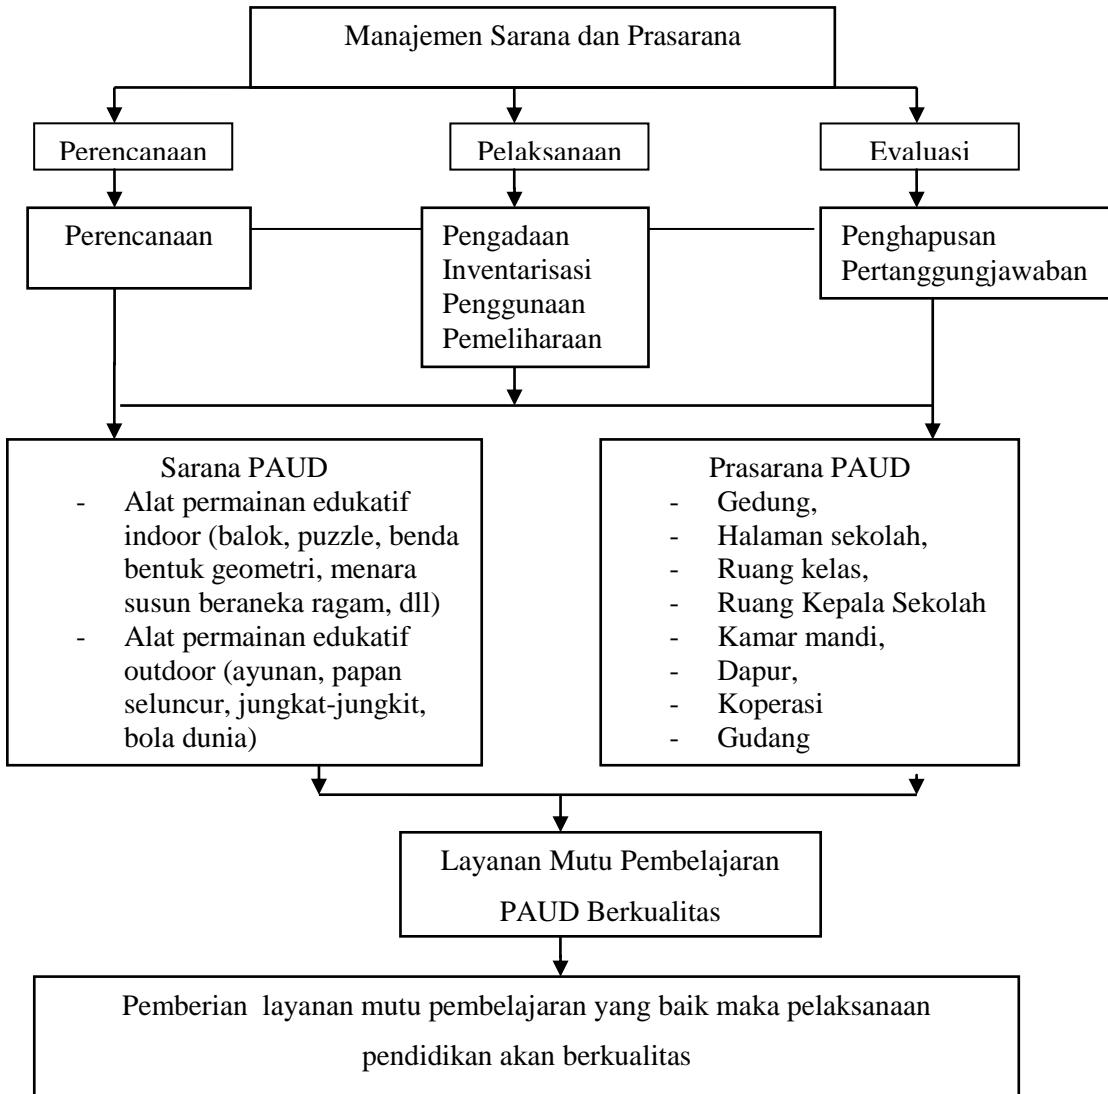 Manajemen Sarana dan Prasarana
Perencanaan
Pelaksanaan
Evaluasi
Perencanaan
Pengadaan
Inventarisasi
Penggunaan
Pemeliharaan
Penghapusan
Pertanggungjawaban
Sarana PAUD
- Alat permainan edukatif
indoor (balok, puzzle, benda
bentuk geometri, menara
susun beraneka ragam, dll)
- Alat permainan edukatif
outdoor (ayunan, papan
seluncur, jungkat-jungkit,
bola dunia)
Prasarana PAUD
- Gedung,
- Halaman sekolah,
- Ruang kelas,
- Ruang Kepala Sekolah
- Kamar mandi,
- Dapur,
- Koperasi
- Gudang
Layanan Mutu Pembelajaran
PAUD Berkualitas
Pemberian layanan mutu pembelajaran yang baik maka pelaksanaan
pendidikan akan berkualitas